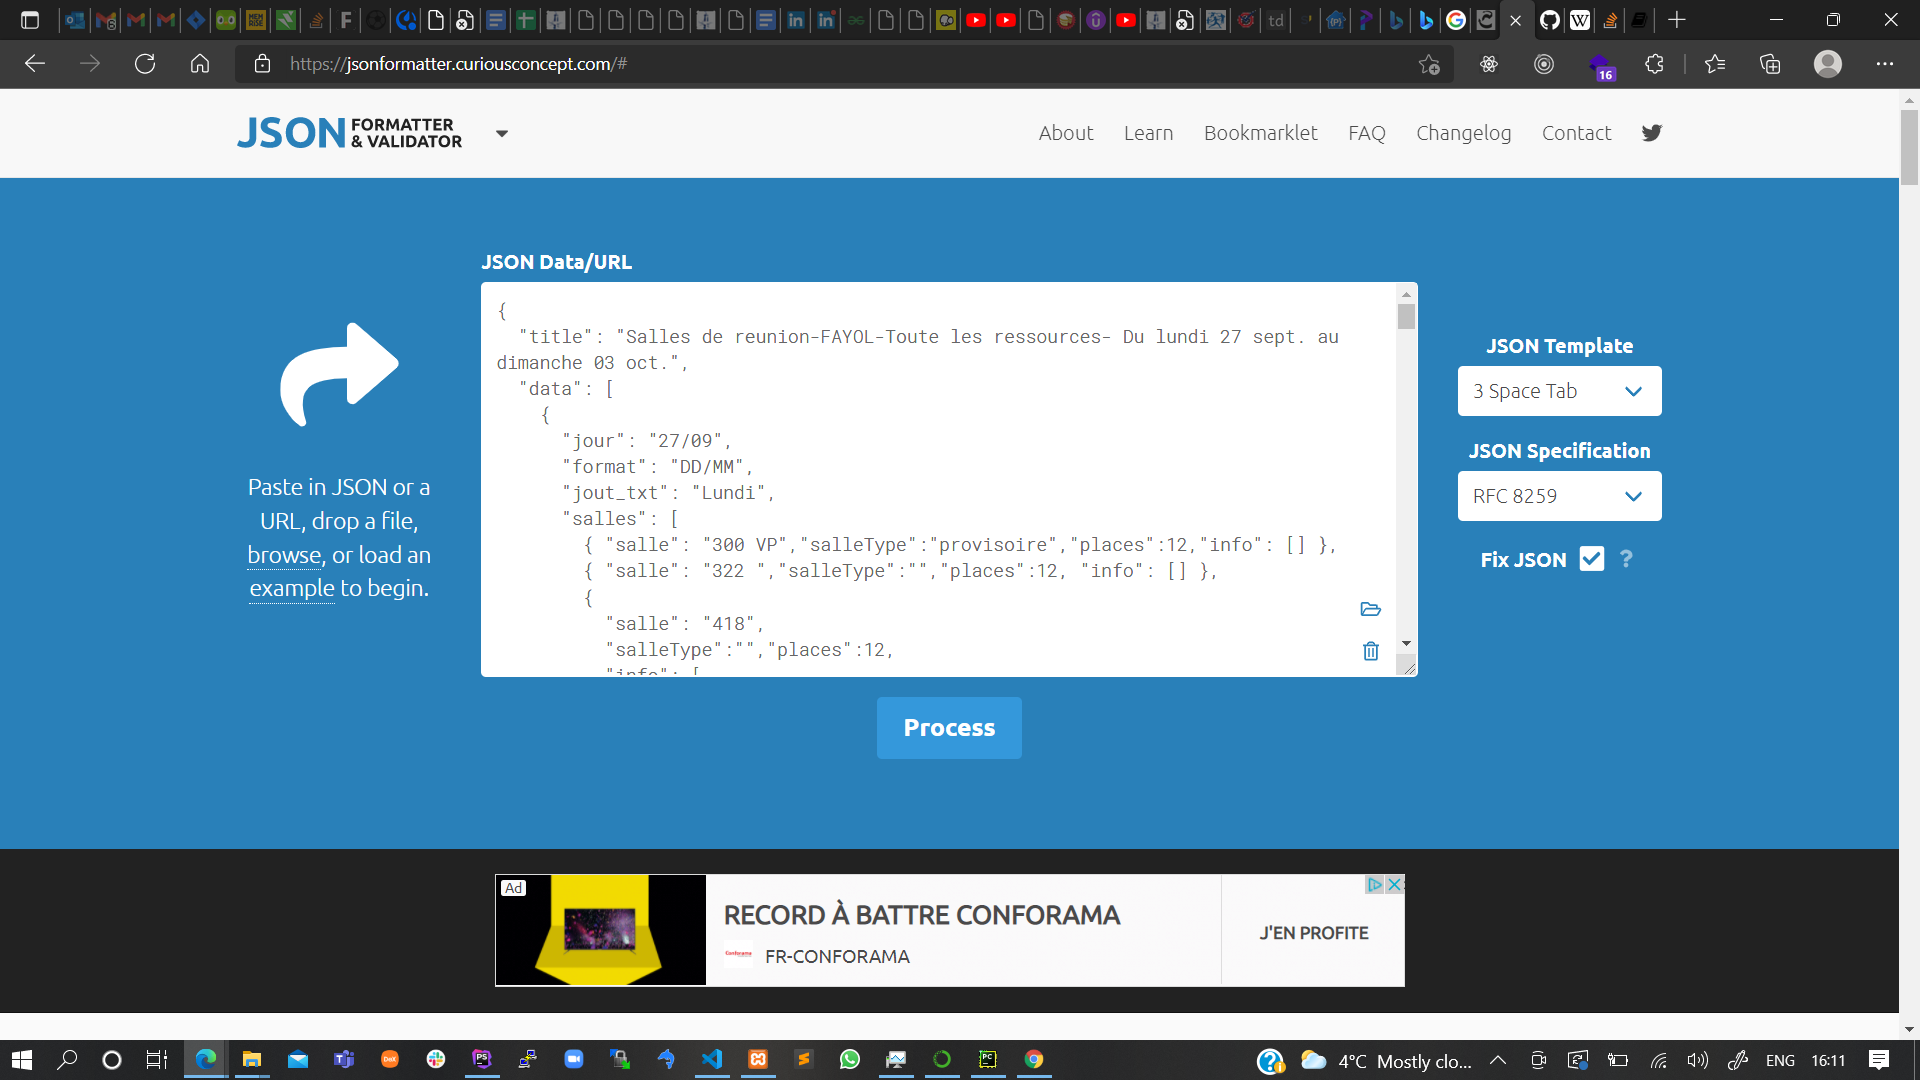 https://jsonformatter.curiousconcept.com/#
16
JSON FORMATTER & VALIDATOR
About Learn Bookmarklet FAQ Changelog Contact
JSON Data/URL
{
"title": "Salles de reunion-FAYOL-Toute les ressources- Du lundi 27 sept. au
dimanche 03 oct.",
"data": [
{
"jour": "27/09",
"format": "DD/MM",
"jout_txt": "Lundi",
"salles": [
{ "salle": "300 VP","salleType":"provisoire","places":12,"info": [] },
{ "salle": "322 ","salleType":"","places":12, "info": [] },
{
"salle": "418",
"salleType":"","places":12,
"info": [
Paste in JSON or a
URL, drop a file,
browse, or load an
example to begin.
JSON Template
3 Space Tab
JSON Specification
RFC 8259
Fix JSON ?
Process
Ad
RECORD À BATTRE CONFORAMA
Conforama
FR-CONFORAMA
J'EN PROFITE
4°C Mostly clo...
ENG
16:11